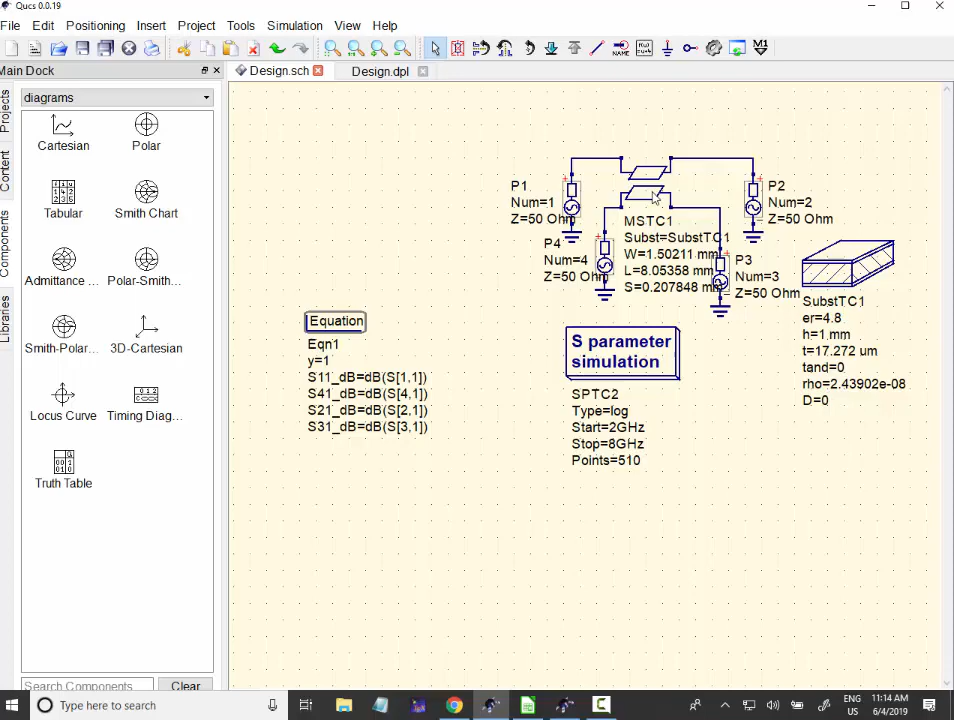 Qucs 0.0.19
File Edit Positioning Insert Project Tools Simulation View Help
Main Dock
Design.sch
Design.dpl
Projects
Content
Components
Libraries
diagrams
Cartesian
Polar
Tabular
Smith Chart
Admittance ...
Polar-Smith...
Smith-Polar...
3D-Cartesian
Locus Curve
Timing Diag...
Truth Table
Search Components
Clear
P1
Num=1
Z=50 Ohm
P2
Num=2
Z=50 Ohm
P4
Num=4
Z=50 Ohm
P3
Num=3
Z=50 Ohm
MSTC1
Subst=SubstTC1
W=1.50211 mm
L=8.05358 mm
S=0.207848 mm
SubstTC1
er=4.8
h=1 mm
t=17.272 um
tand=0
rho=2.43902e-08
D=0
Equation
Eqn1
y=1
S11_dB=dB(S[1,1])
S41_dB=dB(S[4,1])
S21_dB=dB(S[2,1])
S31_dB=dB(S[3,1])
S parameter
simulation
SPTC2
Type=log
Start=2GHz
Stop=8GHz
Points=510
Type here to search
ENG
US
11:14 AM
6/4/2019